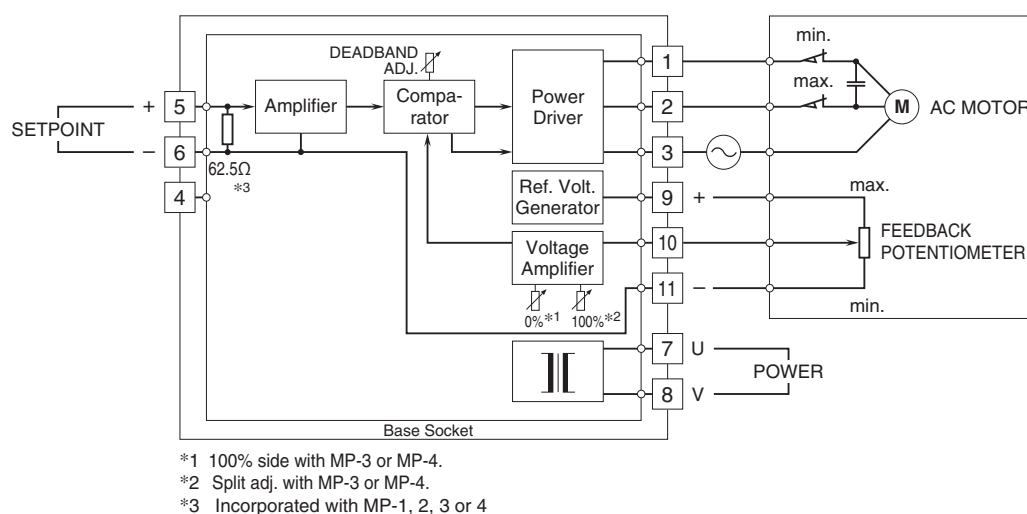 DEADBAND
ADJ.
SETPOINT
+
5
−
6
4
62.5Ω
*3
Amplifier
Compa-
rator
Power
Driver
Ref. Volt.
Generator
Voltage
Amplifier
0%*1
100%*2
1
2
3
9
+
10
11
−
7
U
8
V
POWER
min.
max.
M
AC MOTOR
max.
FEEDBACK
POTENTIOMETER
min.
Base Socket
*1 100% side with MP-3 or MP-4.
*2 Split adj. with MP-3 or MP-4.
*3 Incorporated with MP-1, 2, 3 or 4